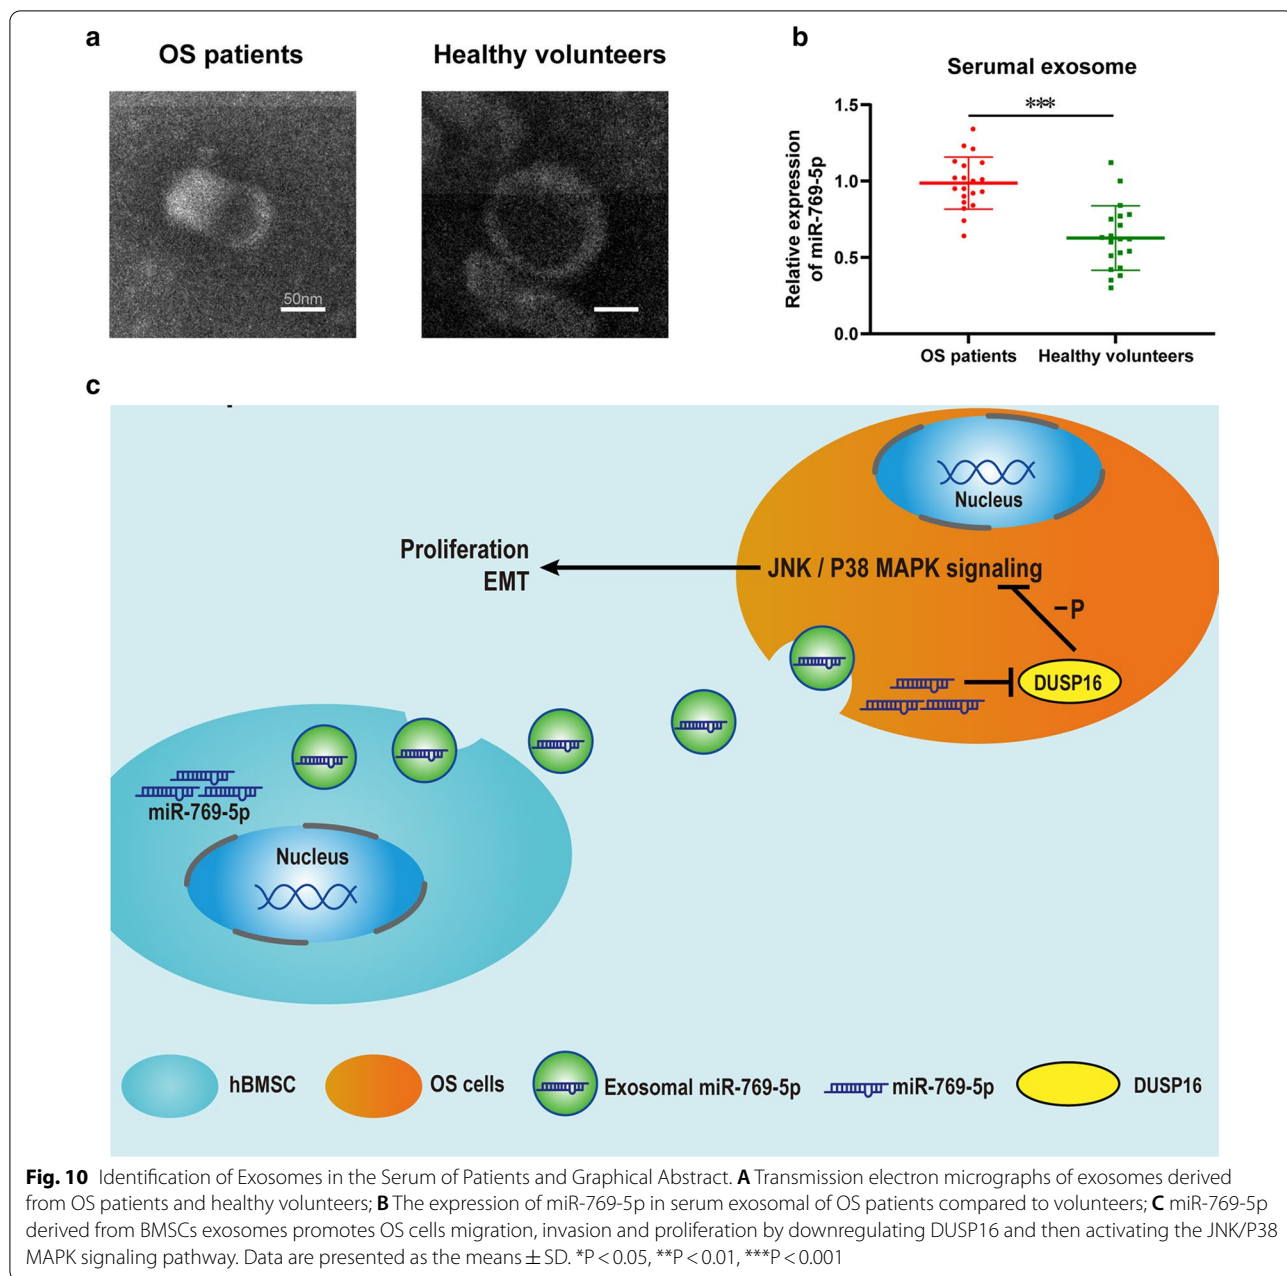 a
OS patients
Healthy volunteers
50nm
b
Serumal exosome
***
Relative expression
of miR-769-5p
1.5
1.0
0.5
0.0
OS patients
Healthy volunteers
c
Nucleus
Proliferation
EMT
JNK / P38 MAPK signaling
–P
DUSP16
miR-769-5p
Nucleus
hBMSC
OS cells
Exosomal miR-769-5p
miR-769-5p
DUSP16
Fig. 10 Identification of Exosomes in the Serum of Patients and Graphical Abstract. A Transmission electron micrographs of exosomes derived
from OS patients and healthy volunteers; B The expression of miR-769-5p in serum exosomal of OS patients compared to volunteers; C miR-769-5p
derived from BMSCs exosomes promotes OS cells migration, invasion and proliferation by downregulating DUSP16 and then activating the JNK/P38
MAPK signaling pathway. Data are presented as the means ± SD. *P < 0.05, **P < 0.01, ***P < 0.001